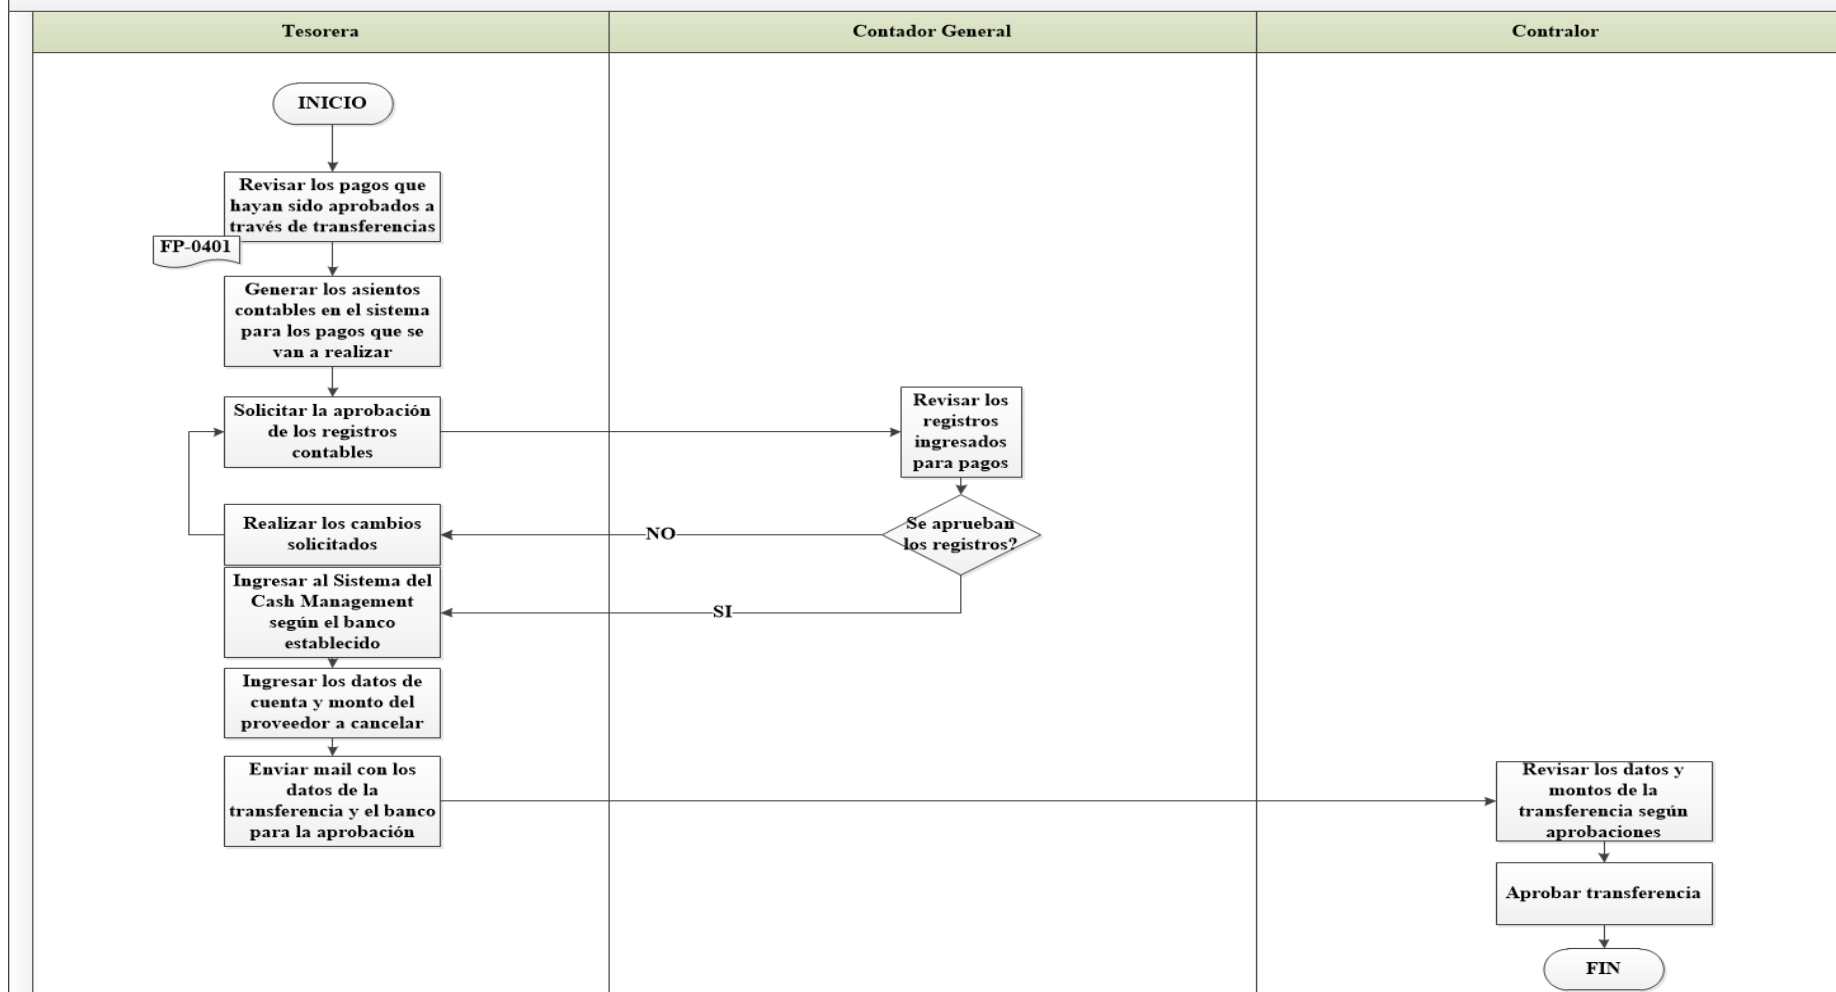 Tesorera
Contador General
Contralor
INICIO
Revisar los pagos que
hayan sido aprobados a
través de transferencias
FP-0401
Generar los asientos
contables en el sistema
para los pagos que se
van a realizar
Solicitar la aprobación
de los registros
contables
Revisar los
registros
ingresados
para pagos
Se aprueban
los registros?
NO
Realizar los cambios
solicitados
SI
Ingresar al Sistema del
Cash Management
según el banco
establecido
Ingresar los datos de
cuenta y monto del
proveedor a cancelar
Enviar mail con los
datos de la
transferencia y el banco
para la aprobación
Revisar los datos y
montos de la
transferencia según
aprobaciones
Aprobar transferencia
FIN